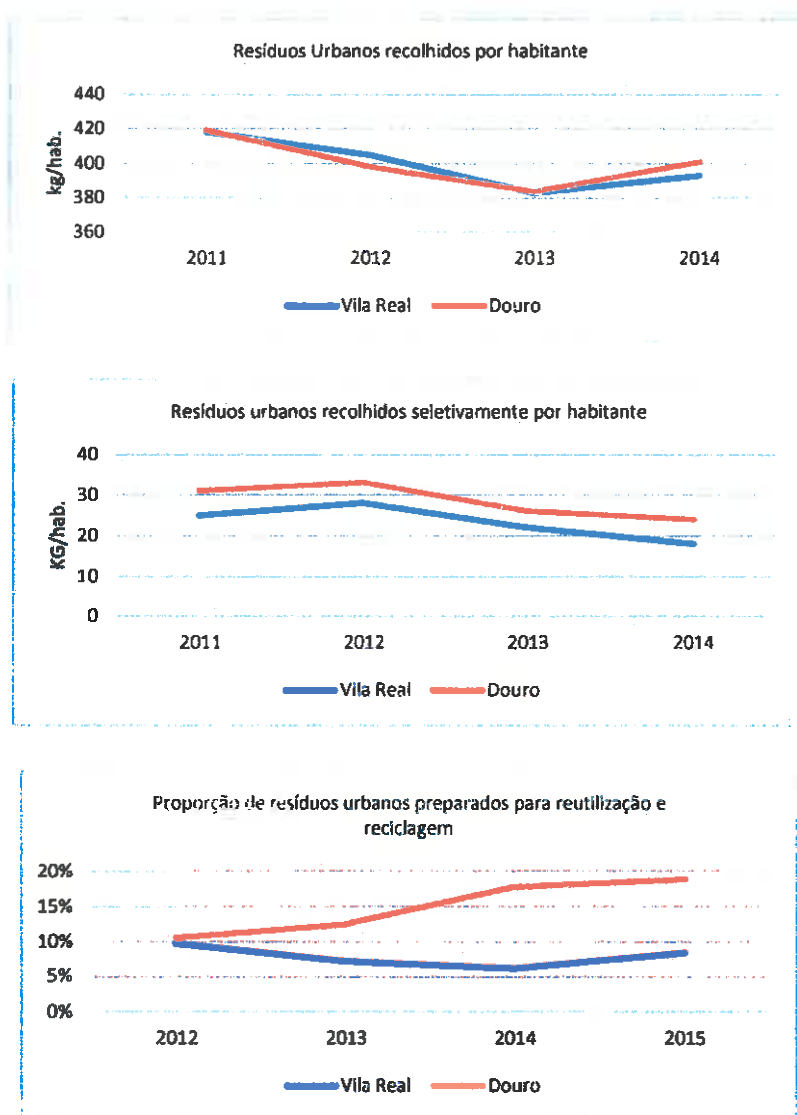 Resíduos Urbanos recolhidos por habitante
440
420
400
380
360
kg/hab.
2011 2012 2013 2014
Vila Real Douro
Resíduos urbanos recolhidos seletivamente por habitante
40
30
20
10
0
KG/hab.
2011 2012 2013 2014
Vila Real Douro
Proporção de resíduos urbanos preparados para reutilização e
reciclagem
20%
15%
10%
5%
0%
2012 2013 2014 2015
Vila Real Douro